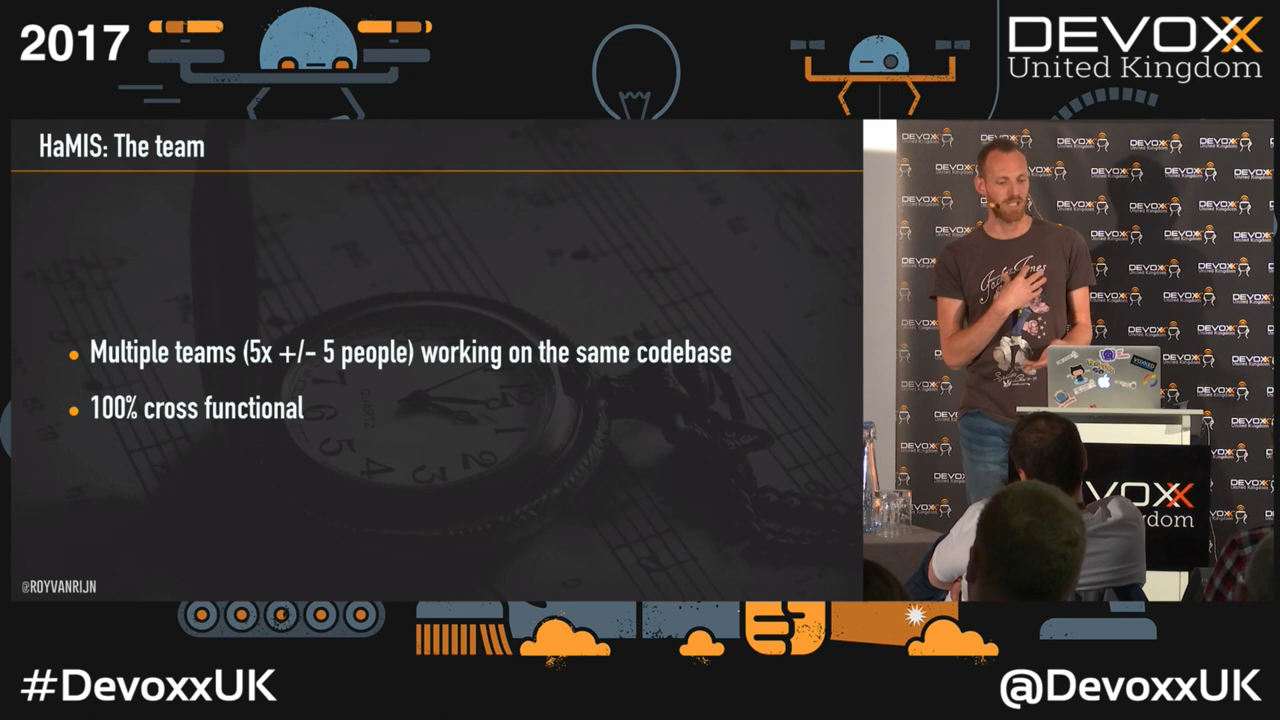 2017
DEVOXX
United Kingdom
HaMIS: The team
• Multiple teams (5x +/- 5 people) working on the same codebase
• 100% cross functional
@ROYVANRIJN
#DevoxxUK
@DevoxxUK